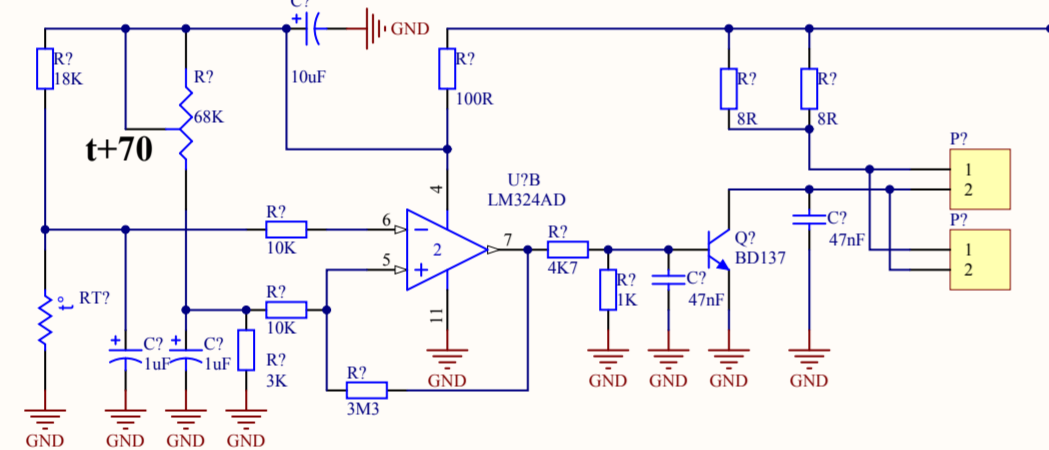 C?
GND
10uF
R?
18K
R?
68K
t+70
R?
100R
R?
8R
R?
8R
P?
1
2
P?
1
2
4
U?B
LM324AD
R?
10K
6
5
2
7
11
R?
4K7
R?
1K
C?
47nF
Q?
BD137
C?
47nF
t°
RT?
C?
1uF
C?
1uF
R?
10K
R?
3K
R?
3M3
GND
GND
GND
GND
GND
GND
GND
GND
GND